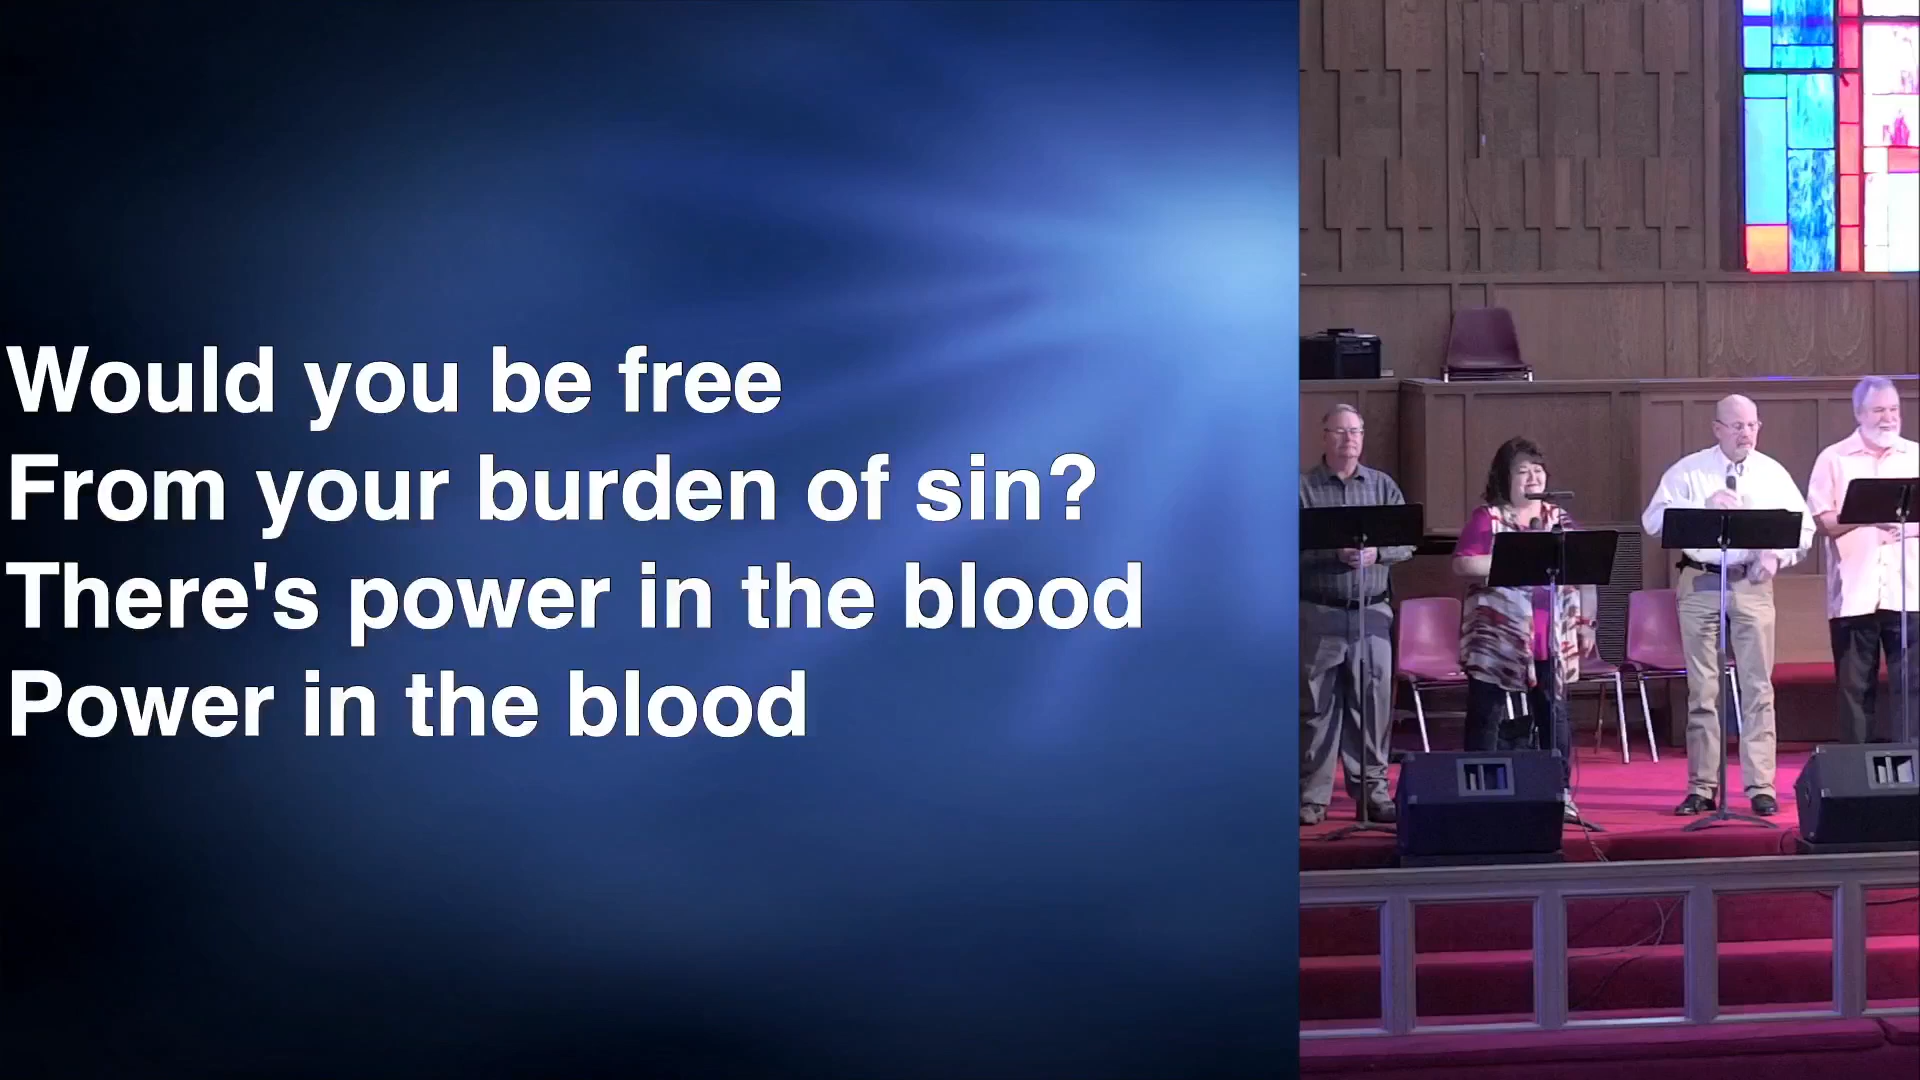 Would you be free
From your burden of sin?
There's power in the blood
Power in the blood